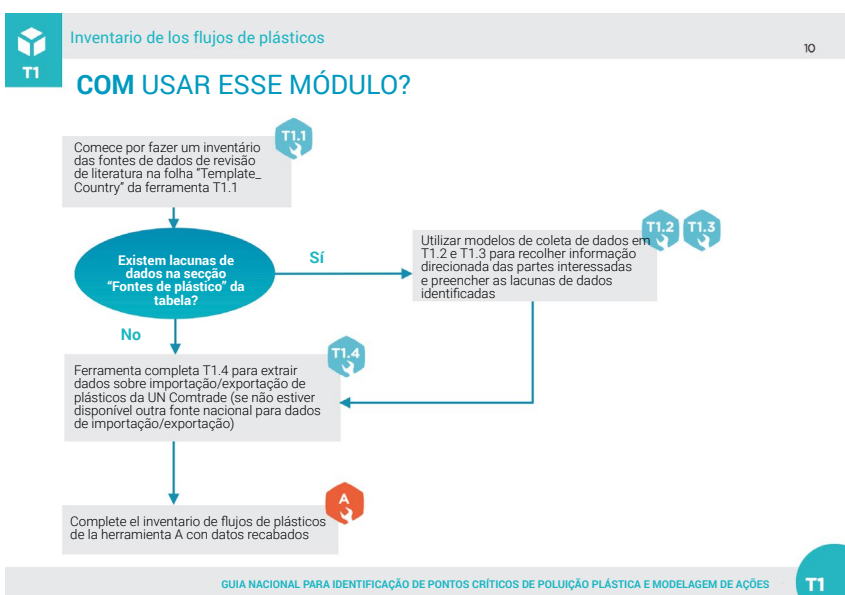 Inventario de los flujos de plásticos
10
T1
COM USAR ESSE MÓDULO?
T1.1
Comece por fazer um inventário
das fontes de dados de revisão
de literatura na folha “Template_
Country” da ferramenta T1.1
T1.2
T1.3
Existem lacunas de
dados na secção
“Fontes de plástico” da
tabela?
Sí
Utilizar modelos de coleta de dados em
T1.2 e T1.3 para recolher informação
direcionada das partes interessadas
e preencher as lacunas de dados
identificadas
No
T1.4
Ferramenta completa T1.4 para extrair
dados sobre importação/exportação de
plásticos da UN Comtrade (se não estiver
disponível outra fonte nacional para dados
de importação/exportação)
A
Complete el inventario de flujos de plásticos
de la herramienta A con datos recabados
GUIA NACIONAL PARA IDENTIFICAÇÃO DE PONTOS CRÍTICOS DE POLUIÇÃO PLÁSTICA E MODELAGEM DE AÇÕES
T1